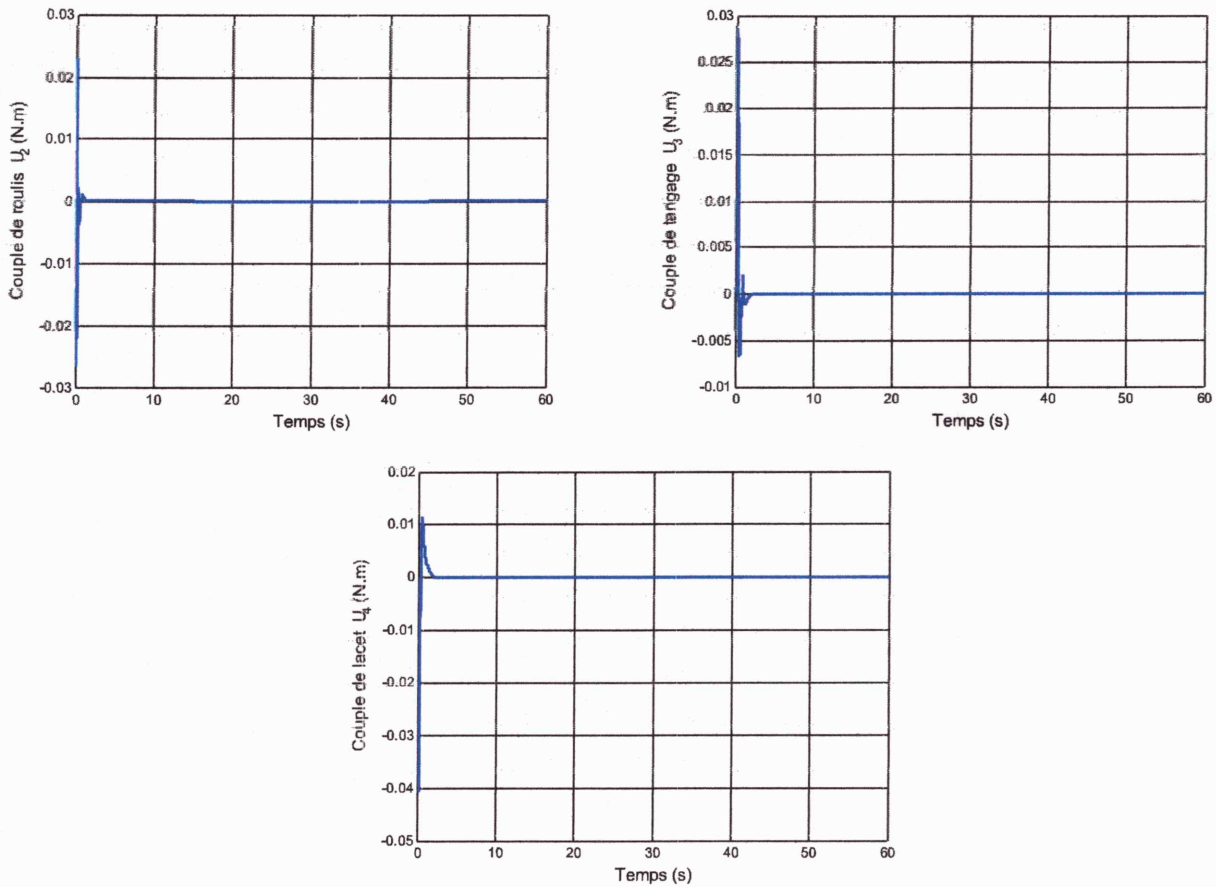 0.03
0.02
0.01
0
-0.01
-0.02
-0.03
Couple de roulis U2 (N.m)
0 10 20 30 40 50 60
Temps (s)
0.03
0.025
0.02
0.015
0.01
0.005
0
-0.005
-0.01
Couple de tangage U3 (N.m)
0 10 20 30 40 50 60
Temps (s)
0.02
0.01
0
-0.01
-0.02
-0.03
-0.04
-0.05
Couple de lacet U4 (N.m)
0 10 20 30 40 50 60
Temps (s)